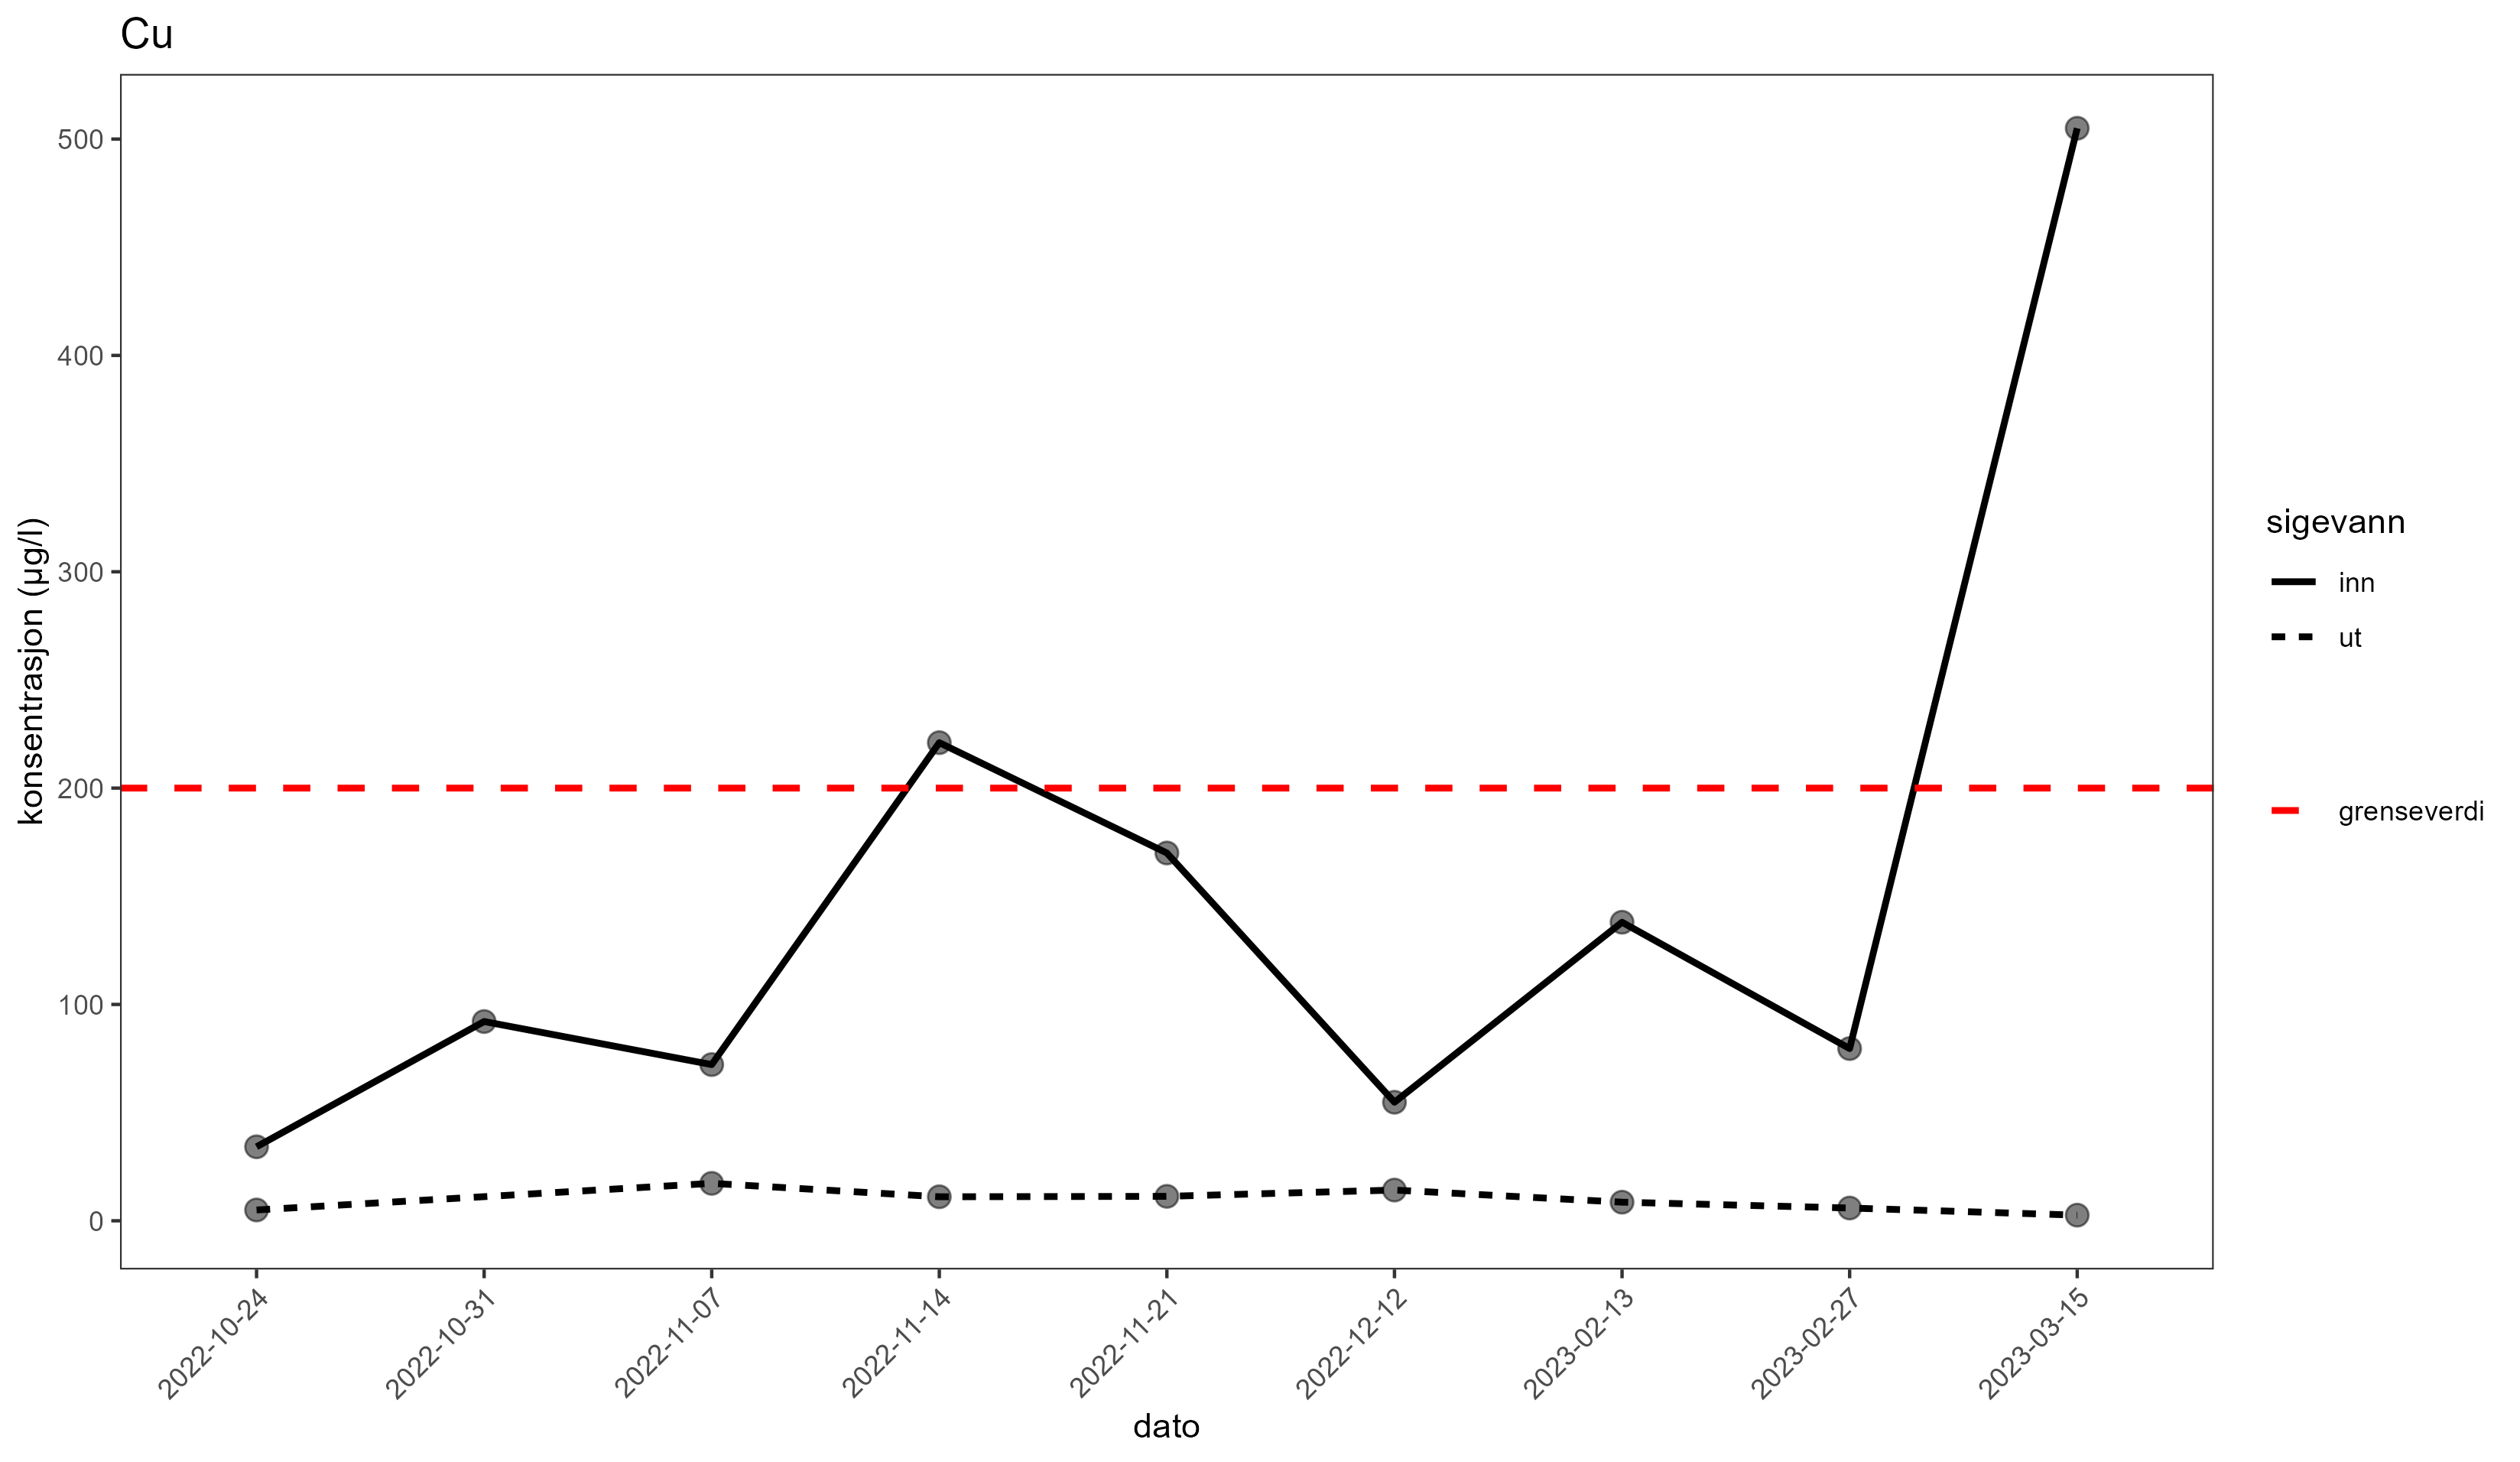 Cu
konsentrasjon (µg/l)
500
400
300
200
100
0
2022-10-24
2022-10-31
2022-11-07
2022-11-14
2022-11-21
2022-12-12
2023-02-13
2023-02-27
2023-03-15
dato
sigevann
inn
ut
grenseverdi